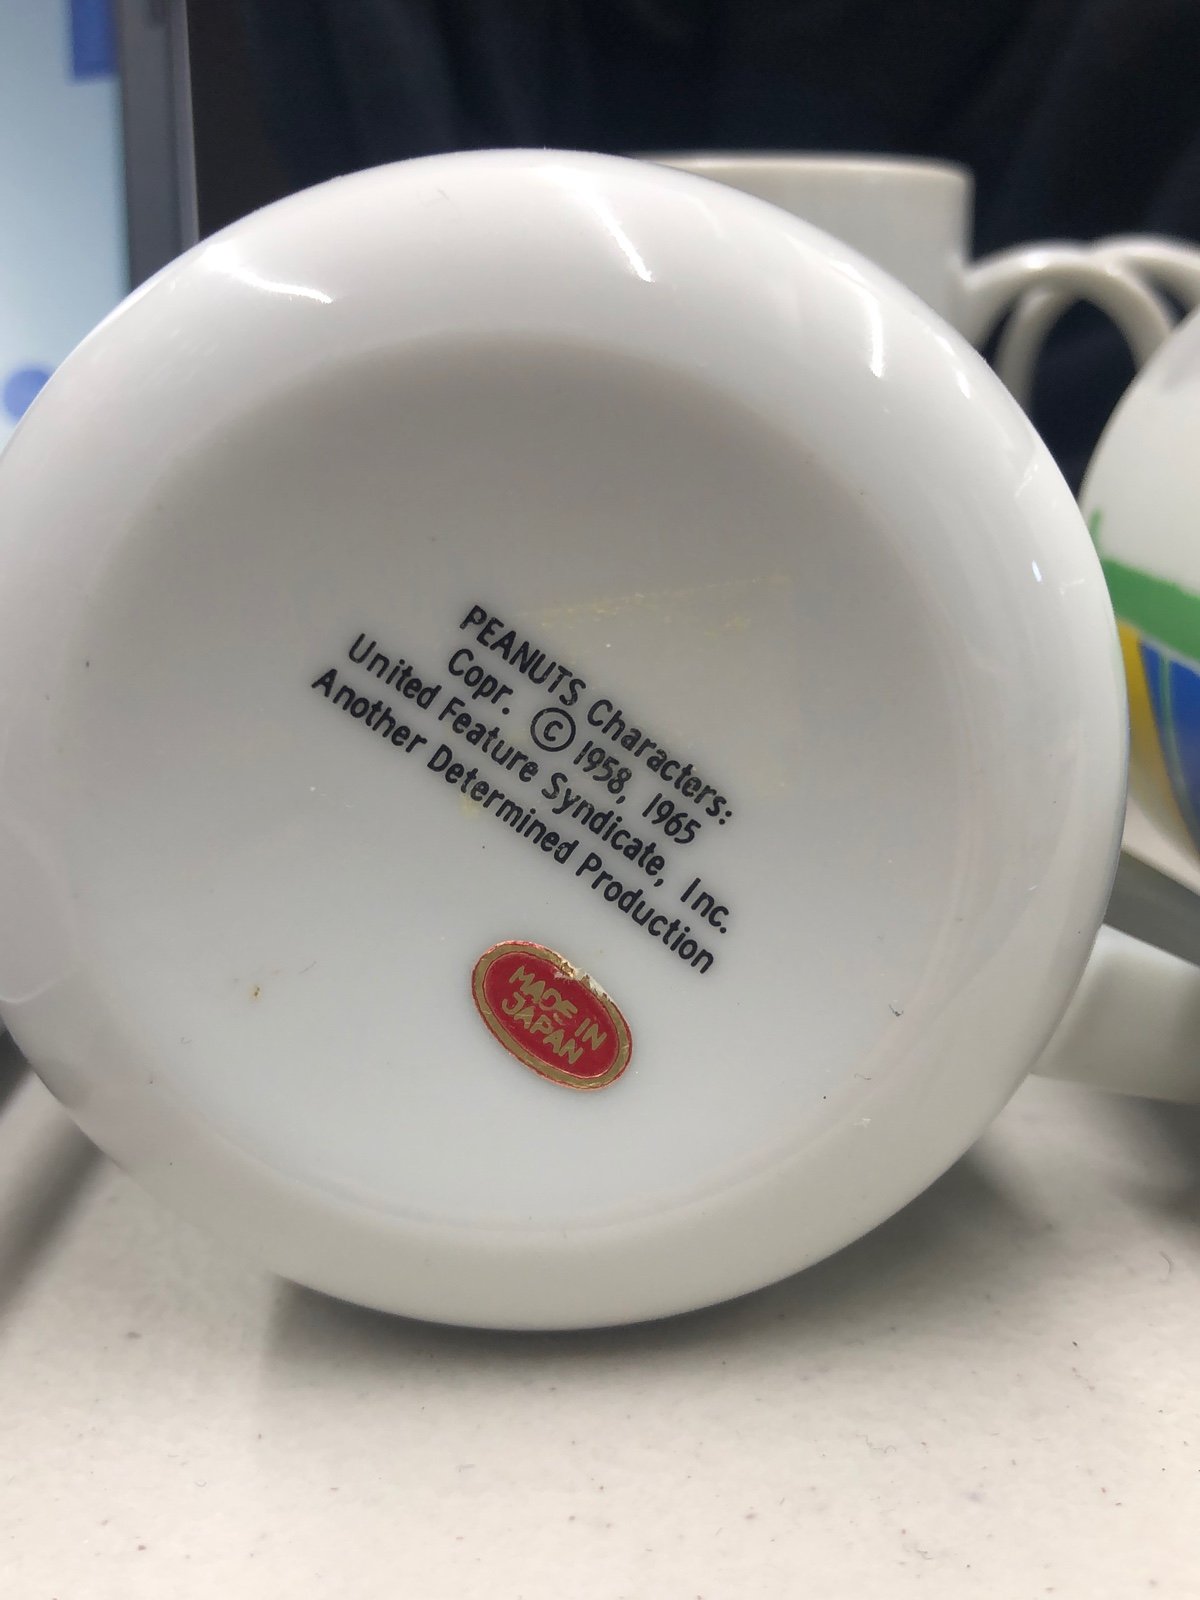 PEANUTS Characters:
Copr. © 1958, 1965
United Feature Syndicate, Inc.
Another Determined Production
MADE IN
JAPAN